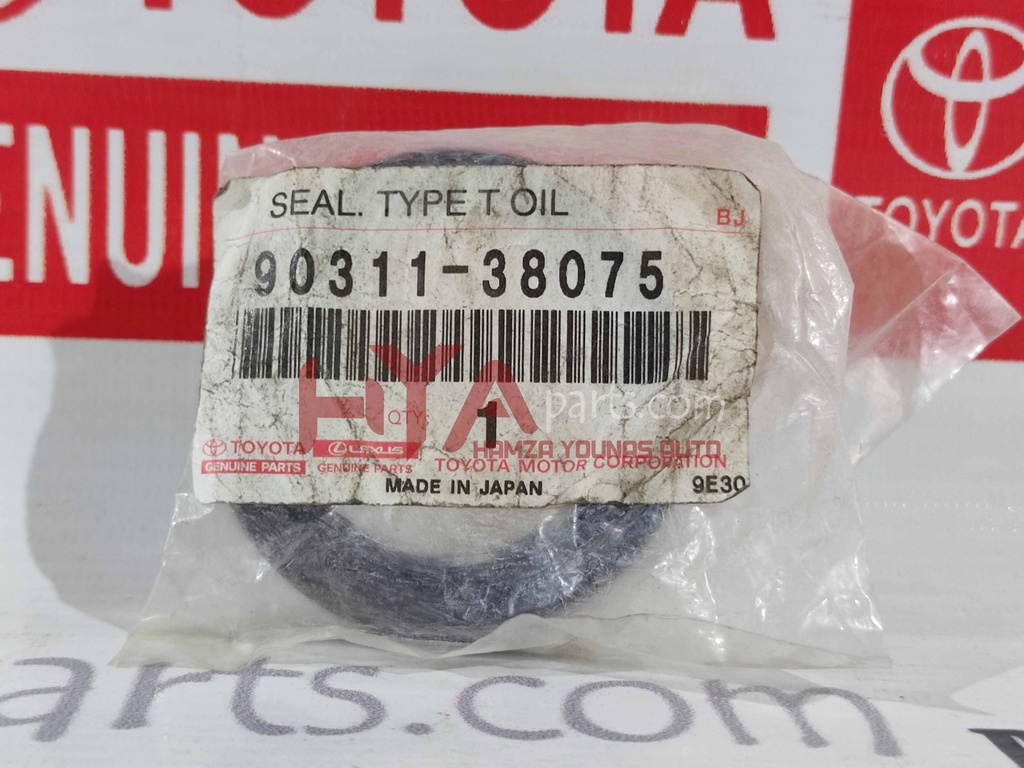 TOYOTA
GENUIN
TOYOTA
SEAL. TYPE T OIL
BJ
90311-38075
HYA parts.com
QTY. 1
HAMZA YOUNAS AUTO
TOYOTA LEXUS
GENUINE PARTS GENUINE PARTS TOYOTA MOTOR CORPORATION
MADE IN JAPAN 9E30
arts.com